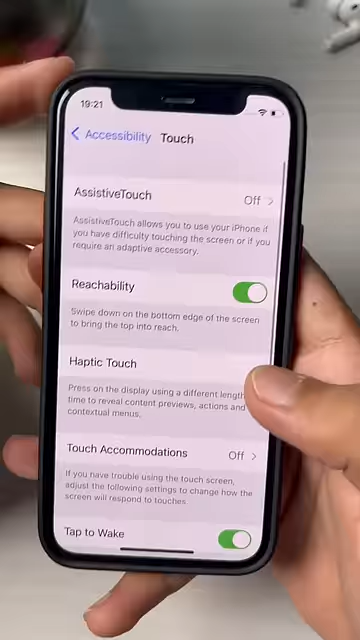 19:21
Accessibility Touch
AssistiveTouch Off
AssistiveTouch allows you to use your iPhone if
you have difficulty touching the screen or if you
require an adaptive accessory.
Reachability
Swipe down on the bottom edge of the screen
to bring the top into reach.
Haptic Touch
Press on the display using a different length
time to reveal content previews, actions and
contextual menus.
Touch Accommodations Off
If you have trouble using the touch screen,
adjust the following settings to change how the
screen will respond to touches
Tap to Wake